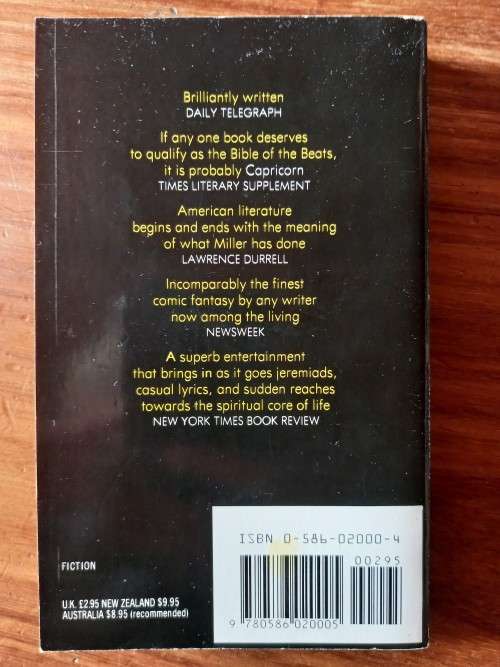 Brilliantly written
DAILY TELEGRAPH
If any one book deserves
to qualify as the Bible of the Beats,
it is probably Capricorn
TIMES LITERARY SUPPLEMENT
American literature
begins and ends with the meaning
of what Miller has done
LAWRENCE DURRELL
Incomparably the finest
comic fantasy by any writer
now among the living
NEWSWEEK
A superb entertainment
that brings in as it goes jeremiads,
casual lyrics, and sudden reaches
towards the spiritual core of life
NEW YORK TIMES BOOK REVIEW
FICTION
U.K. £2.95 NEW ZEALAND $9.95
AUSTRALIA $8.95 (recommended)
ISBN 0-586-02000-4
00295
9 780586 020005